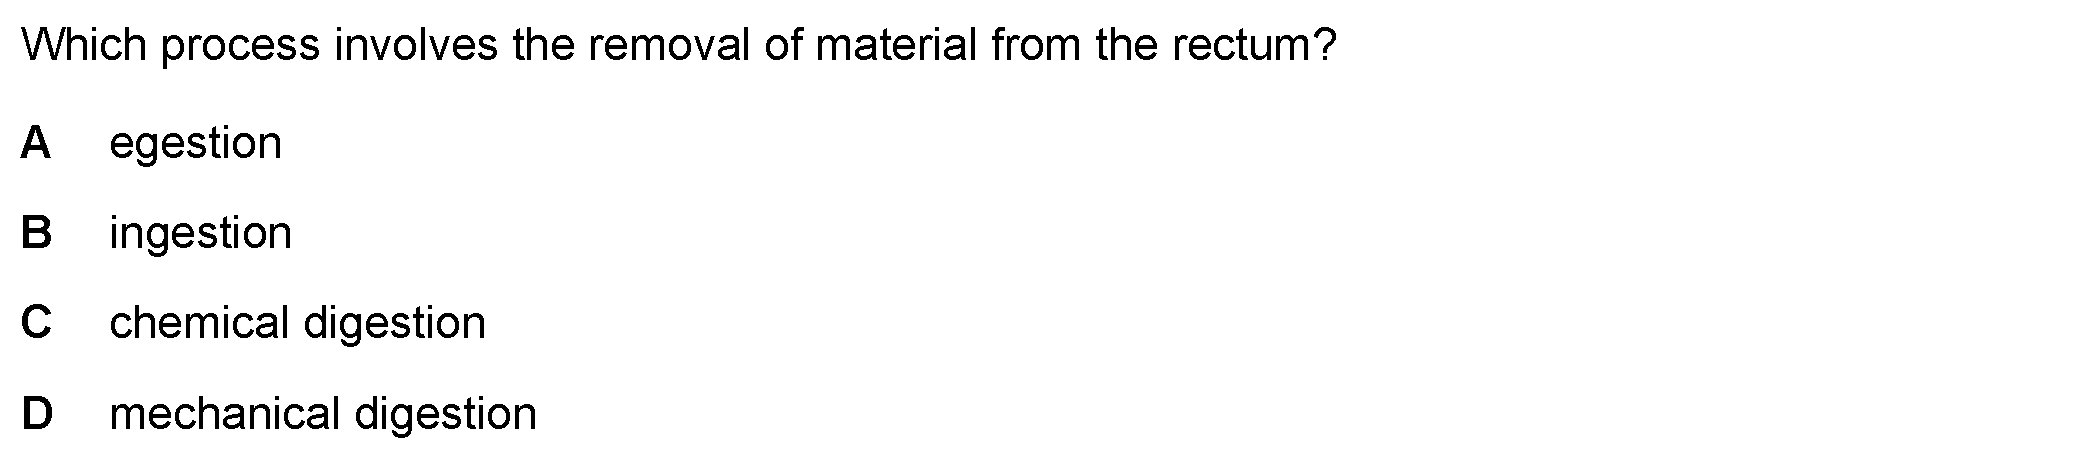 Which process involves the removal of material from the rectum?
A egestion
B ingestion
C chemical digestion
D mechanical digestion